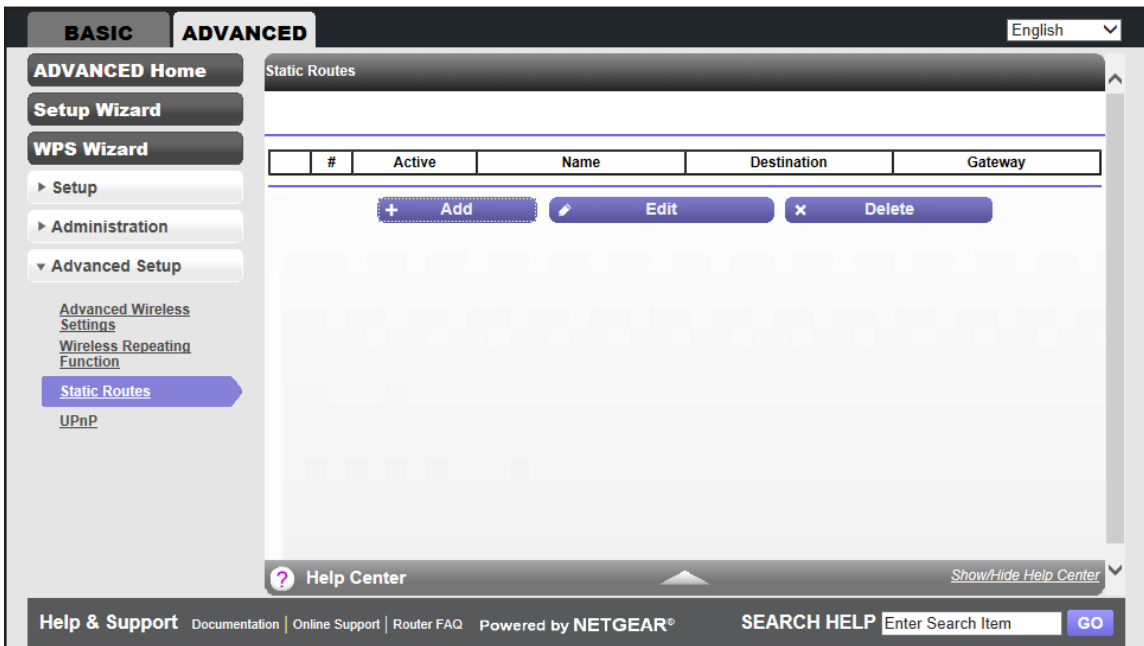 BASIC
ADVANCED
English
ADVANCED Home
Setup Wizard
WPS Wizard
Setup
Administration
Advanced Setup
Advanced Wireless
Settings
Wireless Repeating
Function
Static Routes
UPnP
Static Routes
# Active Name Destination Gateway
+ Add Edit x Delete
? Help Center
Show/Hide Help Center
Help & Support Documentation | Online Support | Router FAQ Powered by NETGEAR® SEARCH HELP Enter Search Item GO